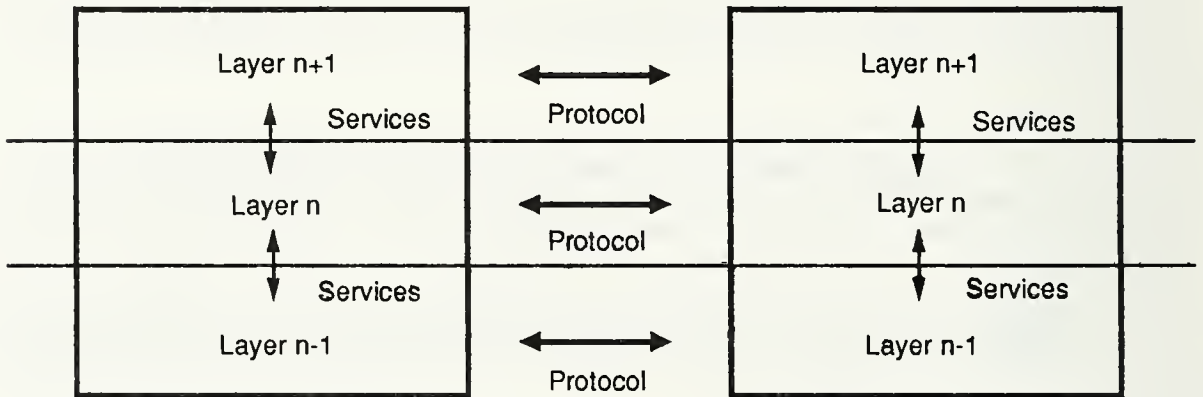 Layer n+1
Layer n+1
Protocol
Services
Services
Layer n
Layer n
Protocol
Services
Services
Layer n-1
Layer n-1
Protocol